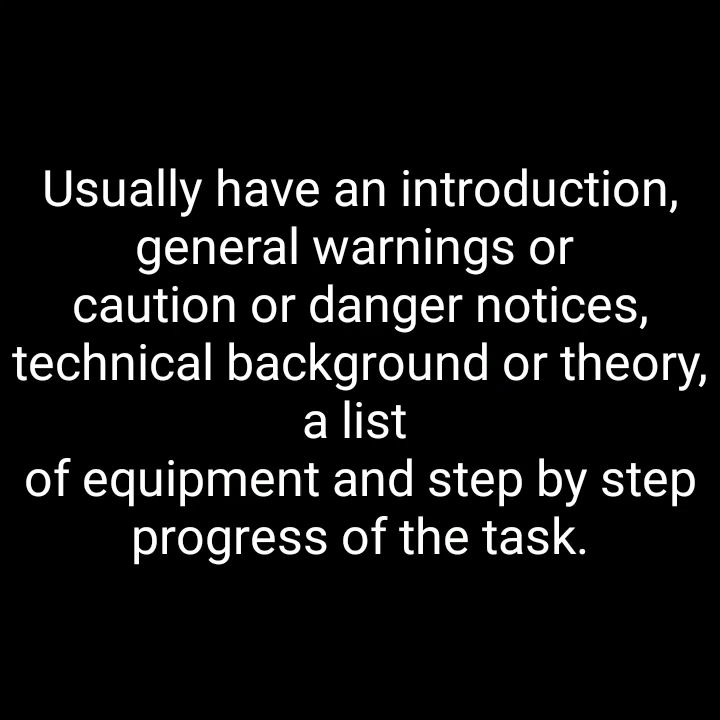 Usually have an introduction,
general warnings or
caution or danger notices,
technical background or theory,
a list
of equipment and step by step
progress of the task.